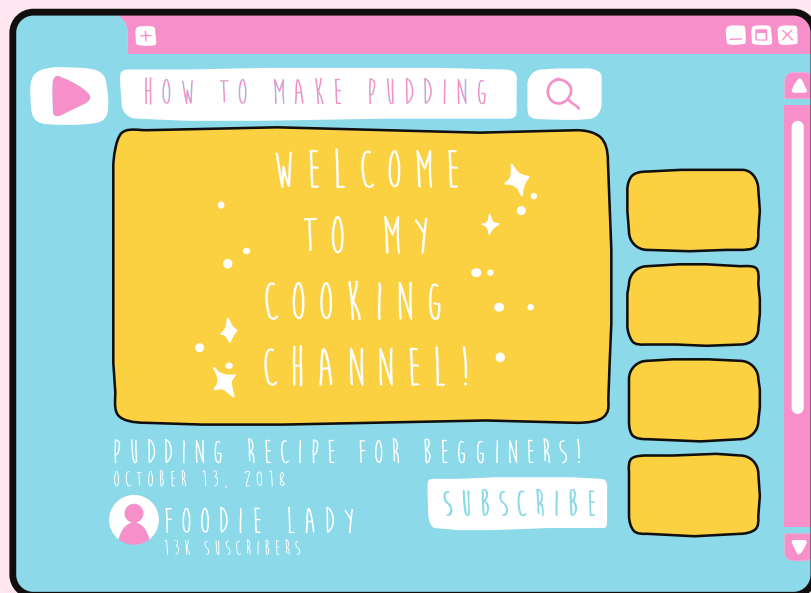 HOW TO MAKE PUDDING
WELCOME
TO MY
COOKING
CHANNEL!
PUDDING RECIPE FOR BEGGINERS!
OCTOBER 13, 2018
FOODIE LADY
13K SUSCRIBERS
SUBSCRIBE